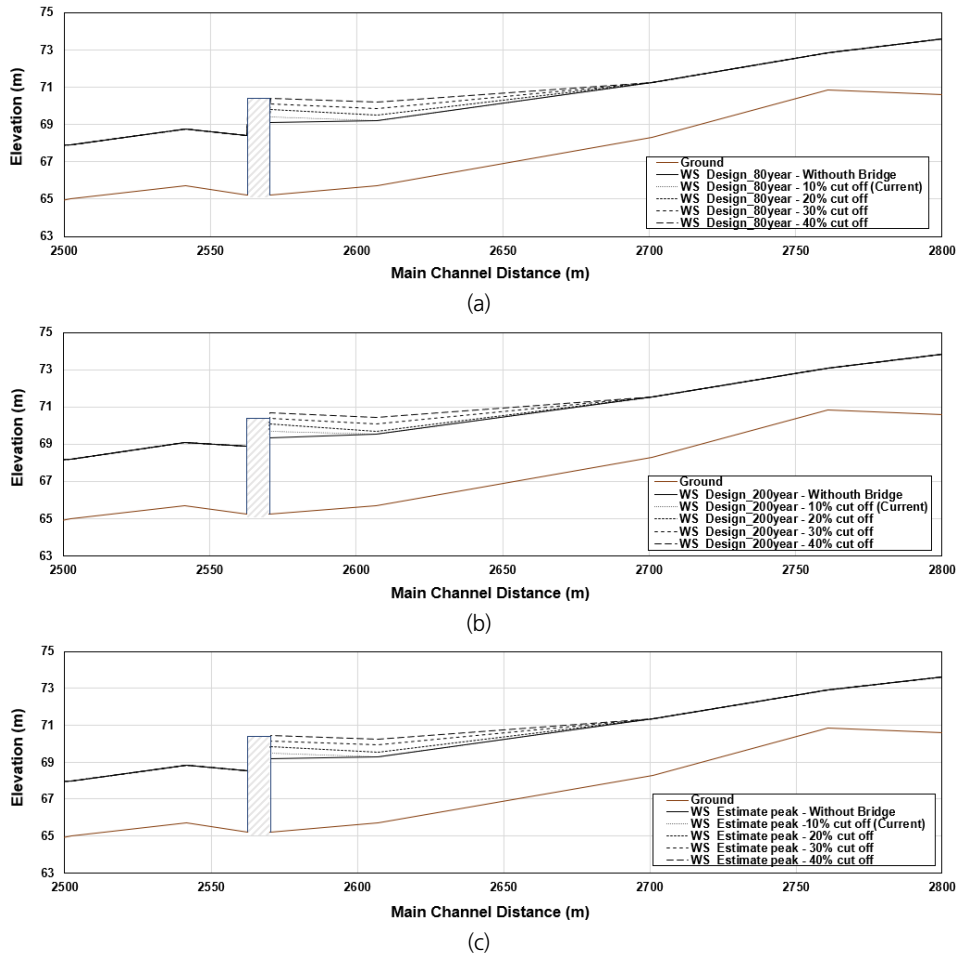 75
73
71
69
67
65
63
Elevation (m)
Ground
WS Design_80year - Withouth Bridge
WS Design_80year - 10% cut off (Current)
WS Design_80year - 20% cut off
WS Design_80year - 30% cut off
WS Design_80year - 40% cut off
2500 2550 2600 2650 2700 2750 2800
Main Channel Distance (m)
(a)
75
73
71
69
67
65
63
Elevation (m)
Ground
WS Design_200year - Withouth Bridge
WS Design_200year - 10% cut off (Current)
WS Design_200year - 20% cut off
WS Design_200year - 30% cut off
WS Design_200year - 40% cut off
2500 2550 2600 2650 2700 2750 2800
Main Channel Distance (m)
(b)
75
73
71
69
67
65
63
Elevation (m)
Ground
WS Estimate peak - Without Bridge
WS Estimate peak -10% cut off (Current)
WS Estimate peak - 20% cut off
WS Estimate peak - 30% cut off
WS Estimate peak - 40% cut off
2500 2550 2600 2650 2700 2750 2800
Main Channel Distance (m)
(c)